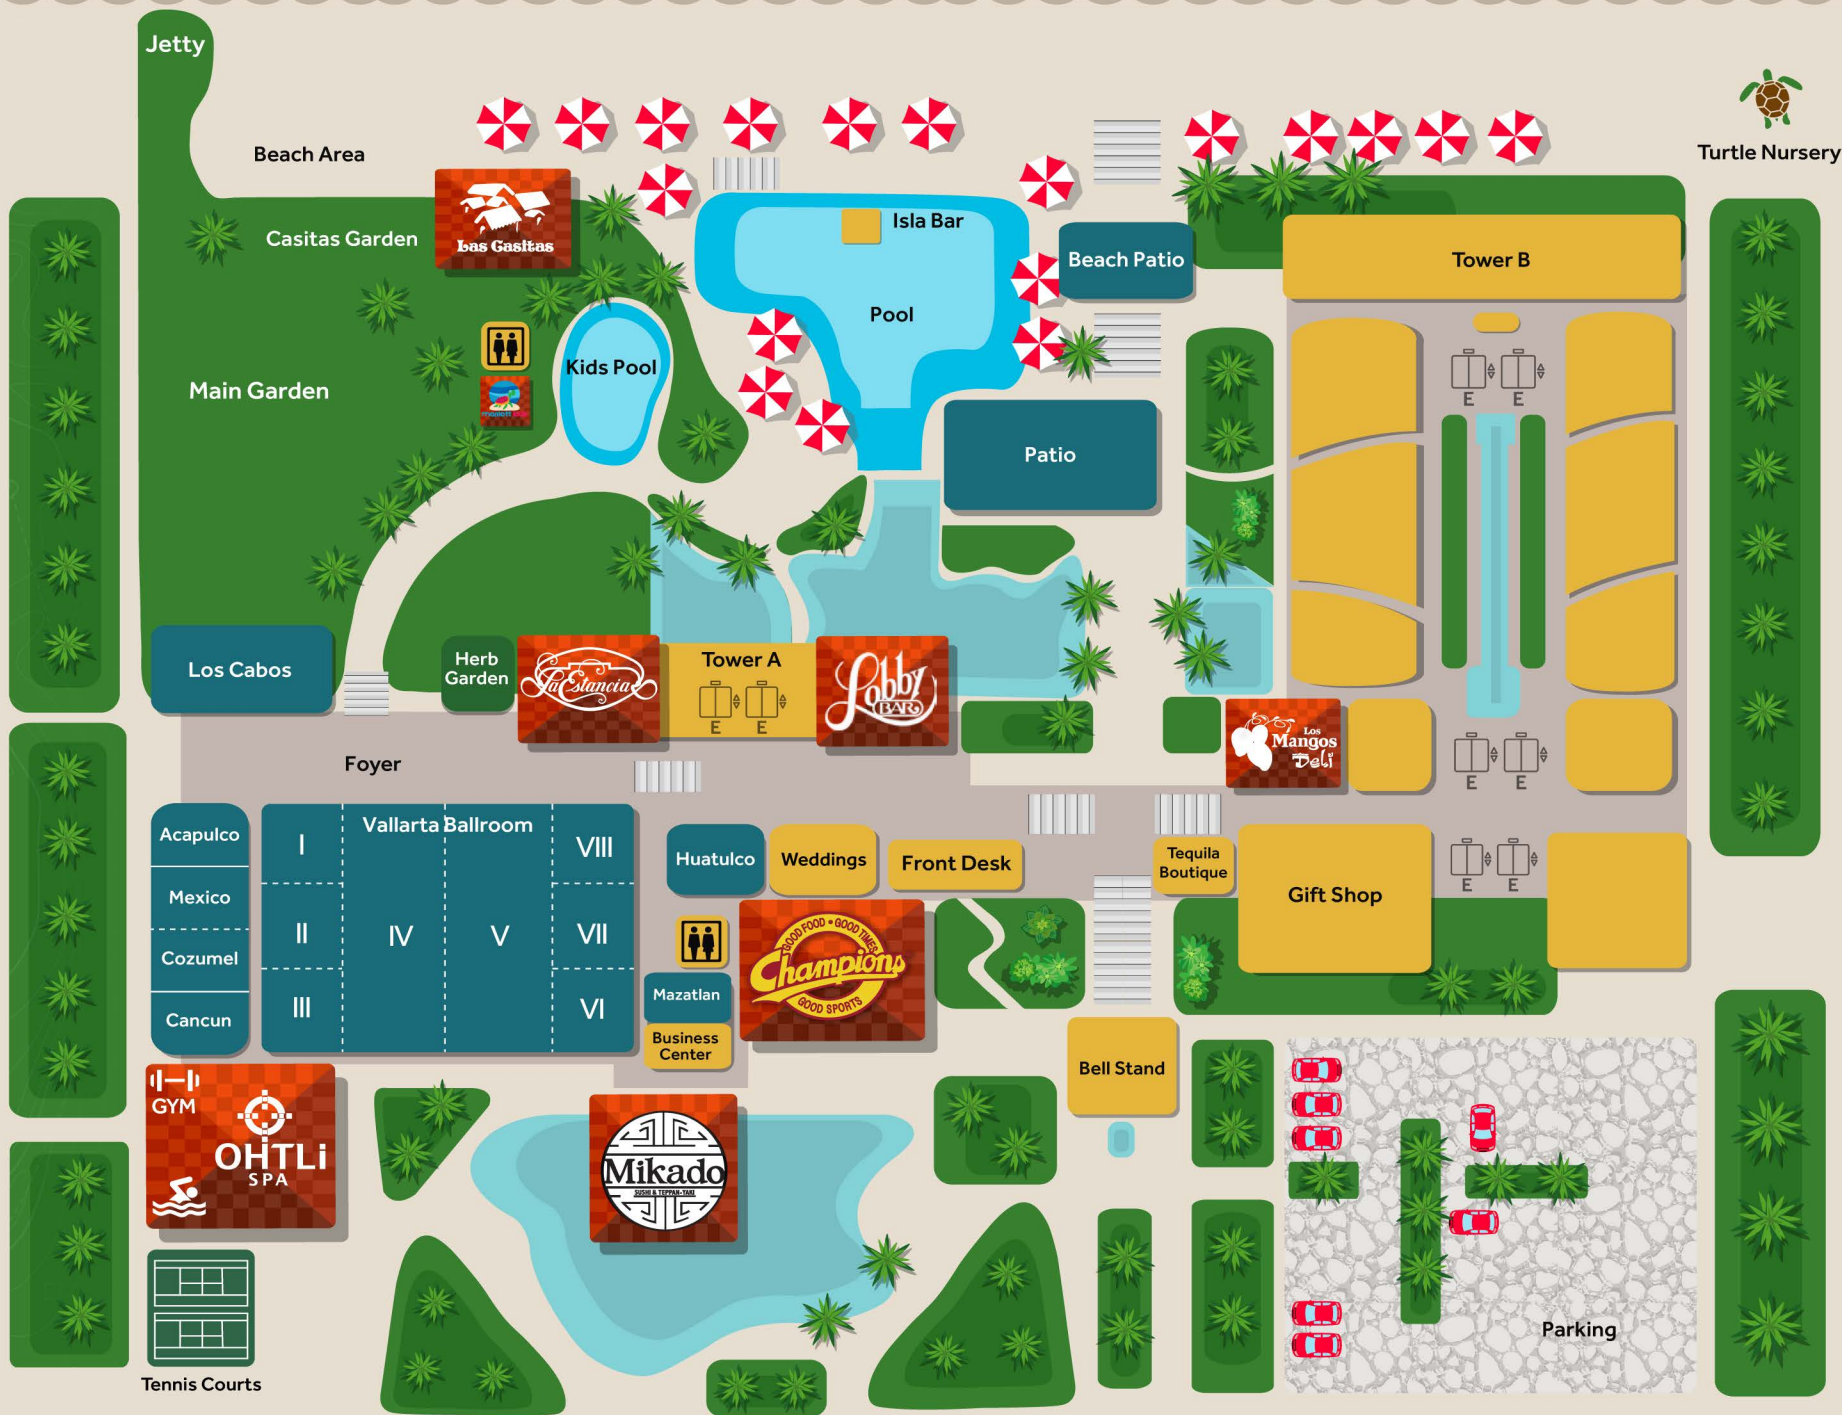 Jetty
Turtle Nursery
Beach Area
Casitas Garden
Las Casitas
Isla Bar
Beach Patio
Tower B
Pool
Kids Pool
Main Garden
E
E
Patio
Los Cabos
Herb
Garden
La Estancia
Tower A
E
E
Lobby
BAR
Los
Mangos
Deli
E
E
Foyer
Acapulco
Mexico
Cozumel
Cancun
Vallarta Ballroom
I
II
III
IV
V
VIII
VII
VI
Huatulco
Weddings
Front Desk
Tequila
Boutique
Gift Shop
E
E
GOOD FOOD • GOOD TIMES
Champions
GOOD SPORTS
Mazatlan
Business
Center
Bell Stand
GYM
OHTLi
SPA
Mikado
SUSHI & TEPPAN-YAKI
Parking
Tennis Courts